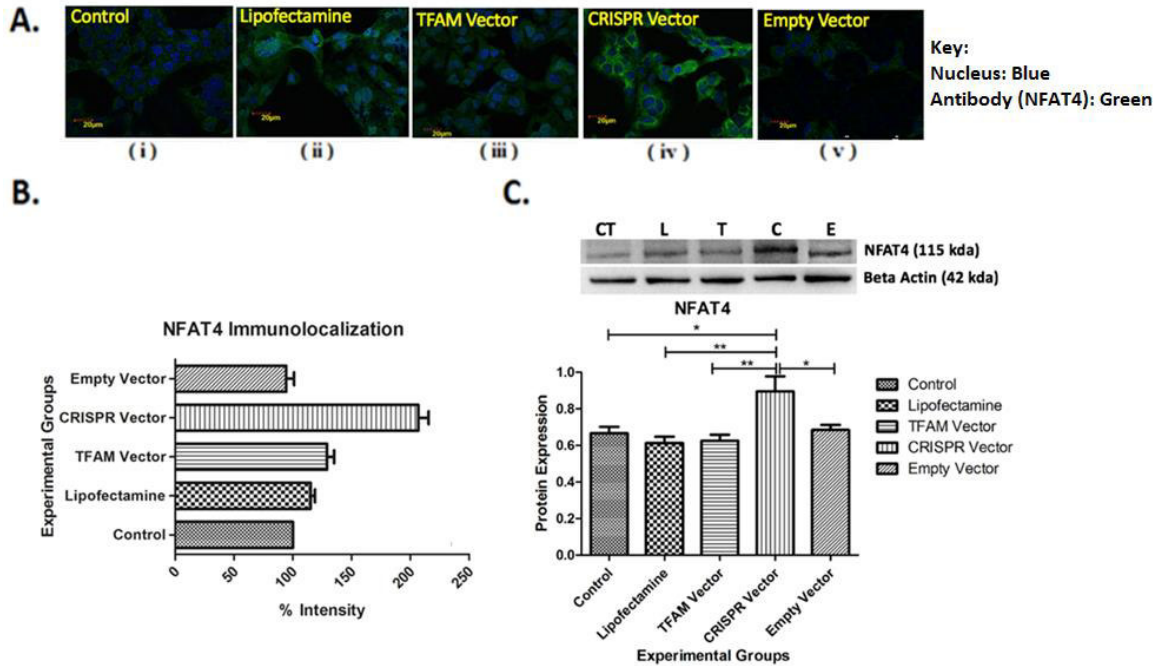 A.
Control
Lipofectamine
TFAM Vector
CRISPR Vector
Empty Vector
20µm
20µm
20µm
20µm
20µm
(i)
(ii)
(iii)
(iv)
(v)
Key:
Nucleus: Blue
Antibody (NFAT4): Green
B.
NFAT4 Immunolocalization
Experimental Groups
Empty Vector
CRISPR Vector
TFAM Vector
Lipofectamine
Control
0
50
100
150
200
250
% Intensity
C.
CT L T C E
NFAT4 (115 kda)
Beta Actin (42 kda)
NFAT4
*
**
** *
Protein Expression
1.0
0.8
0.6
0.4
0.2
0.0
Control
Lipofectamine
TFAM Vector
CRISPR Vector
Empty Vector
Experimental Groups
Control
Lipofectamine
TFAM Vector
CRISPR Vector
Empty Vector